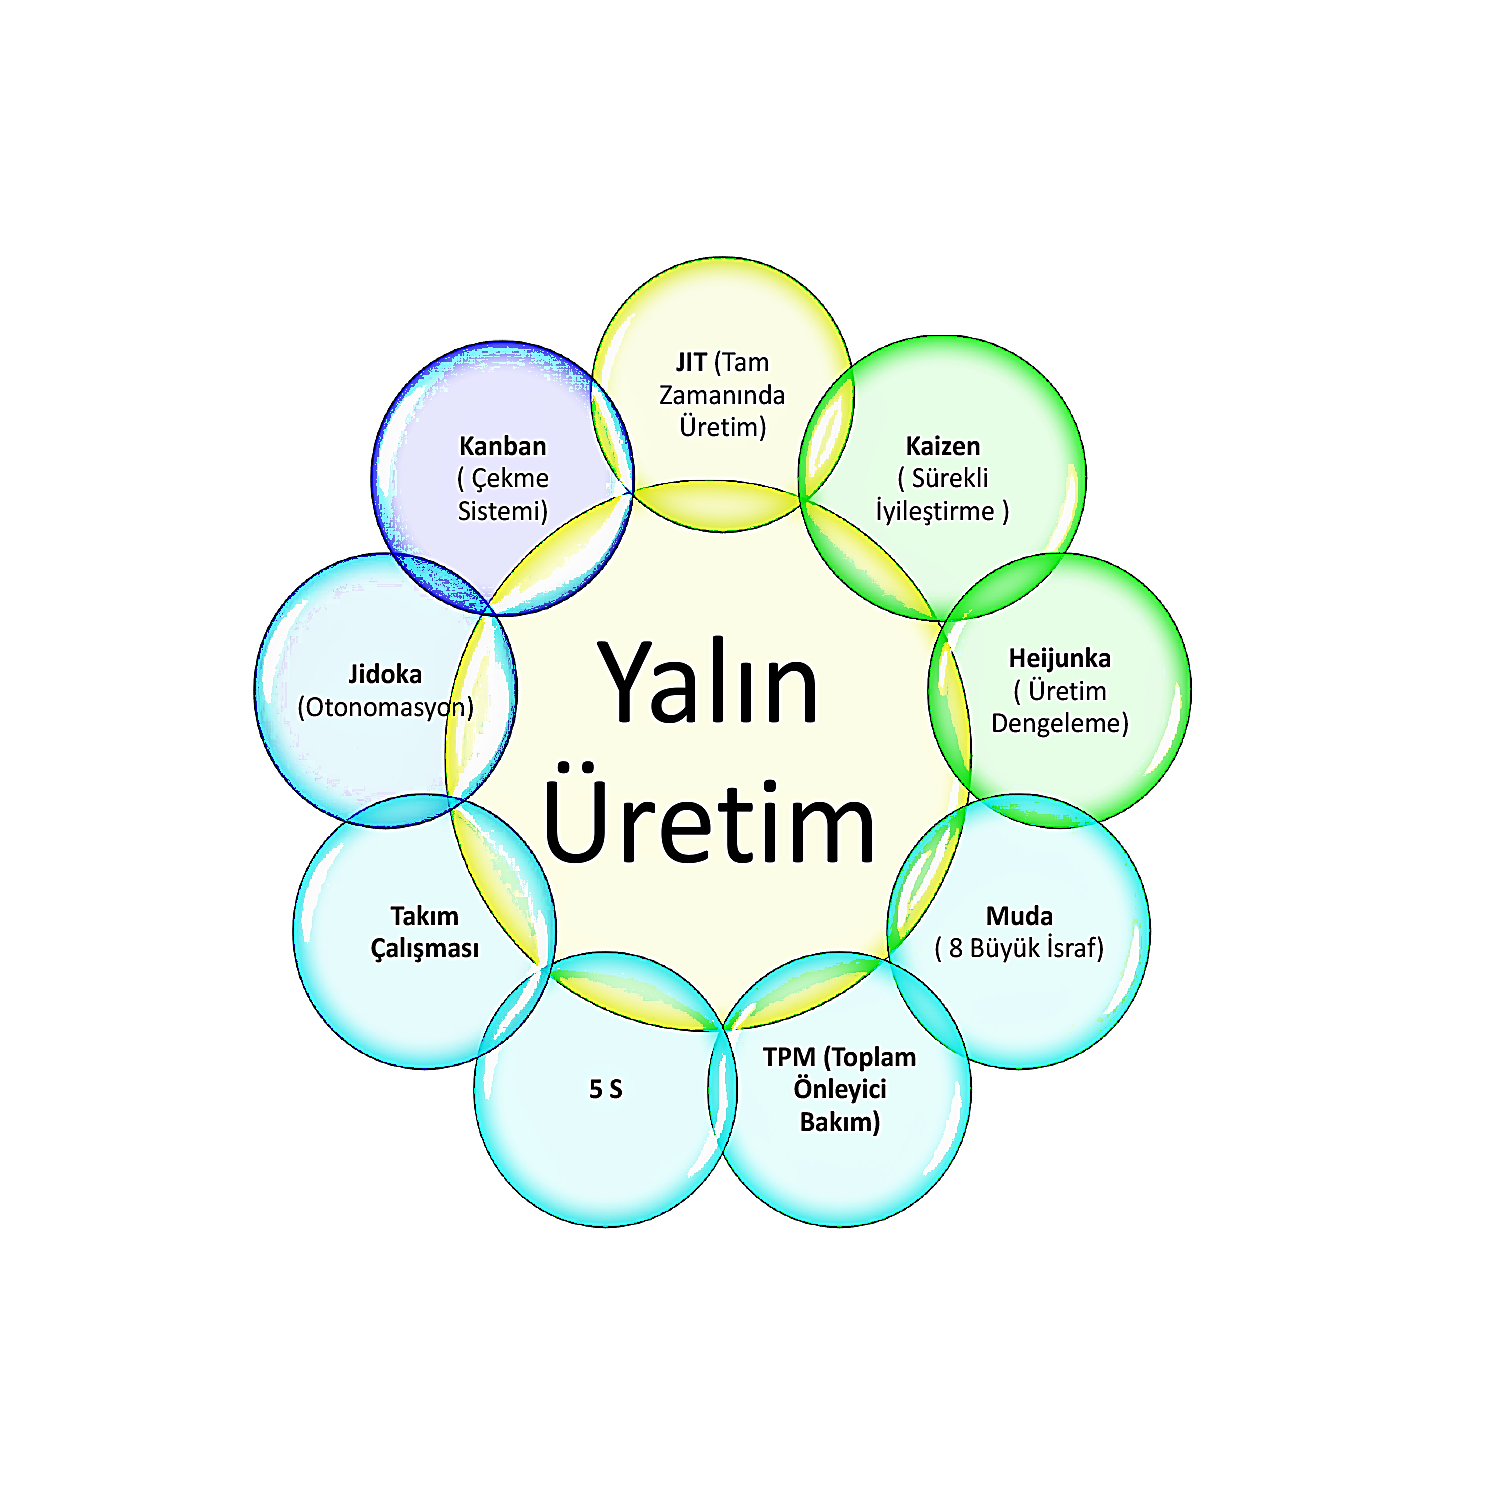 JIT (Tam
Zamanında
Üretim)
Kaizen
( Sürekli
İyileştirme )
Heijunka
( Üretim
Dengeleme)
Muda
( 8 Büyük İsraf)
TPM (Toplam
Önleyici
Bakım)
5 S
Takım
Çalışması
Jidoka
(Otonomasyon)
Kanban
( Çekme
Sistemi)
Yalın
Üretim